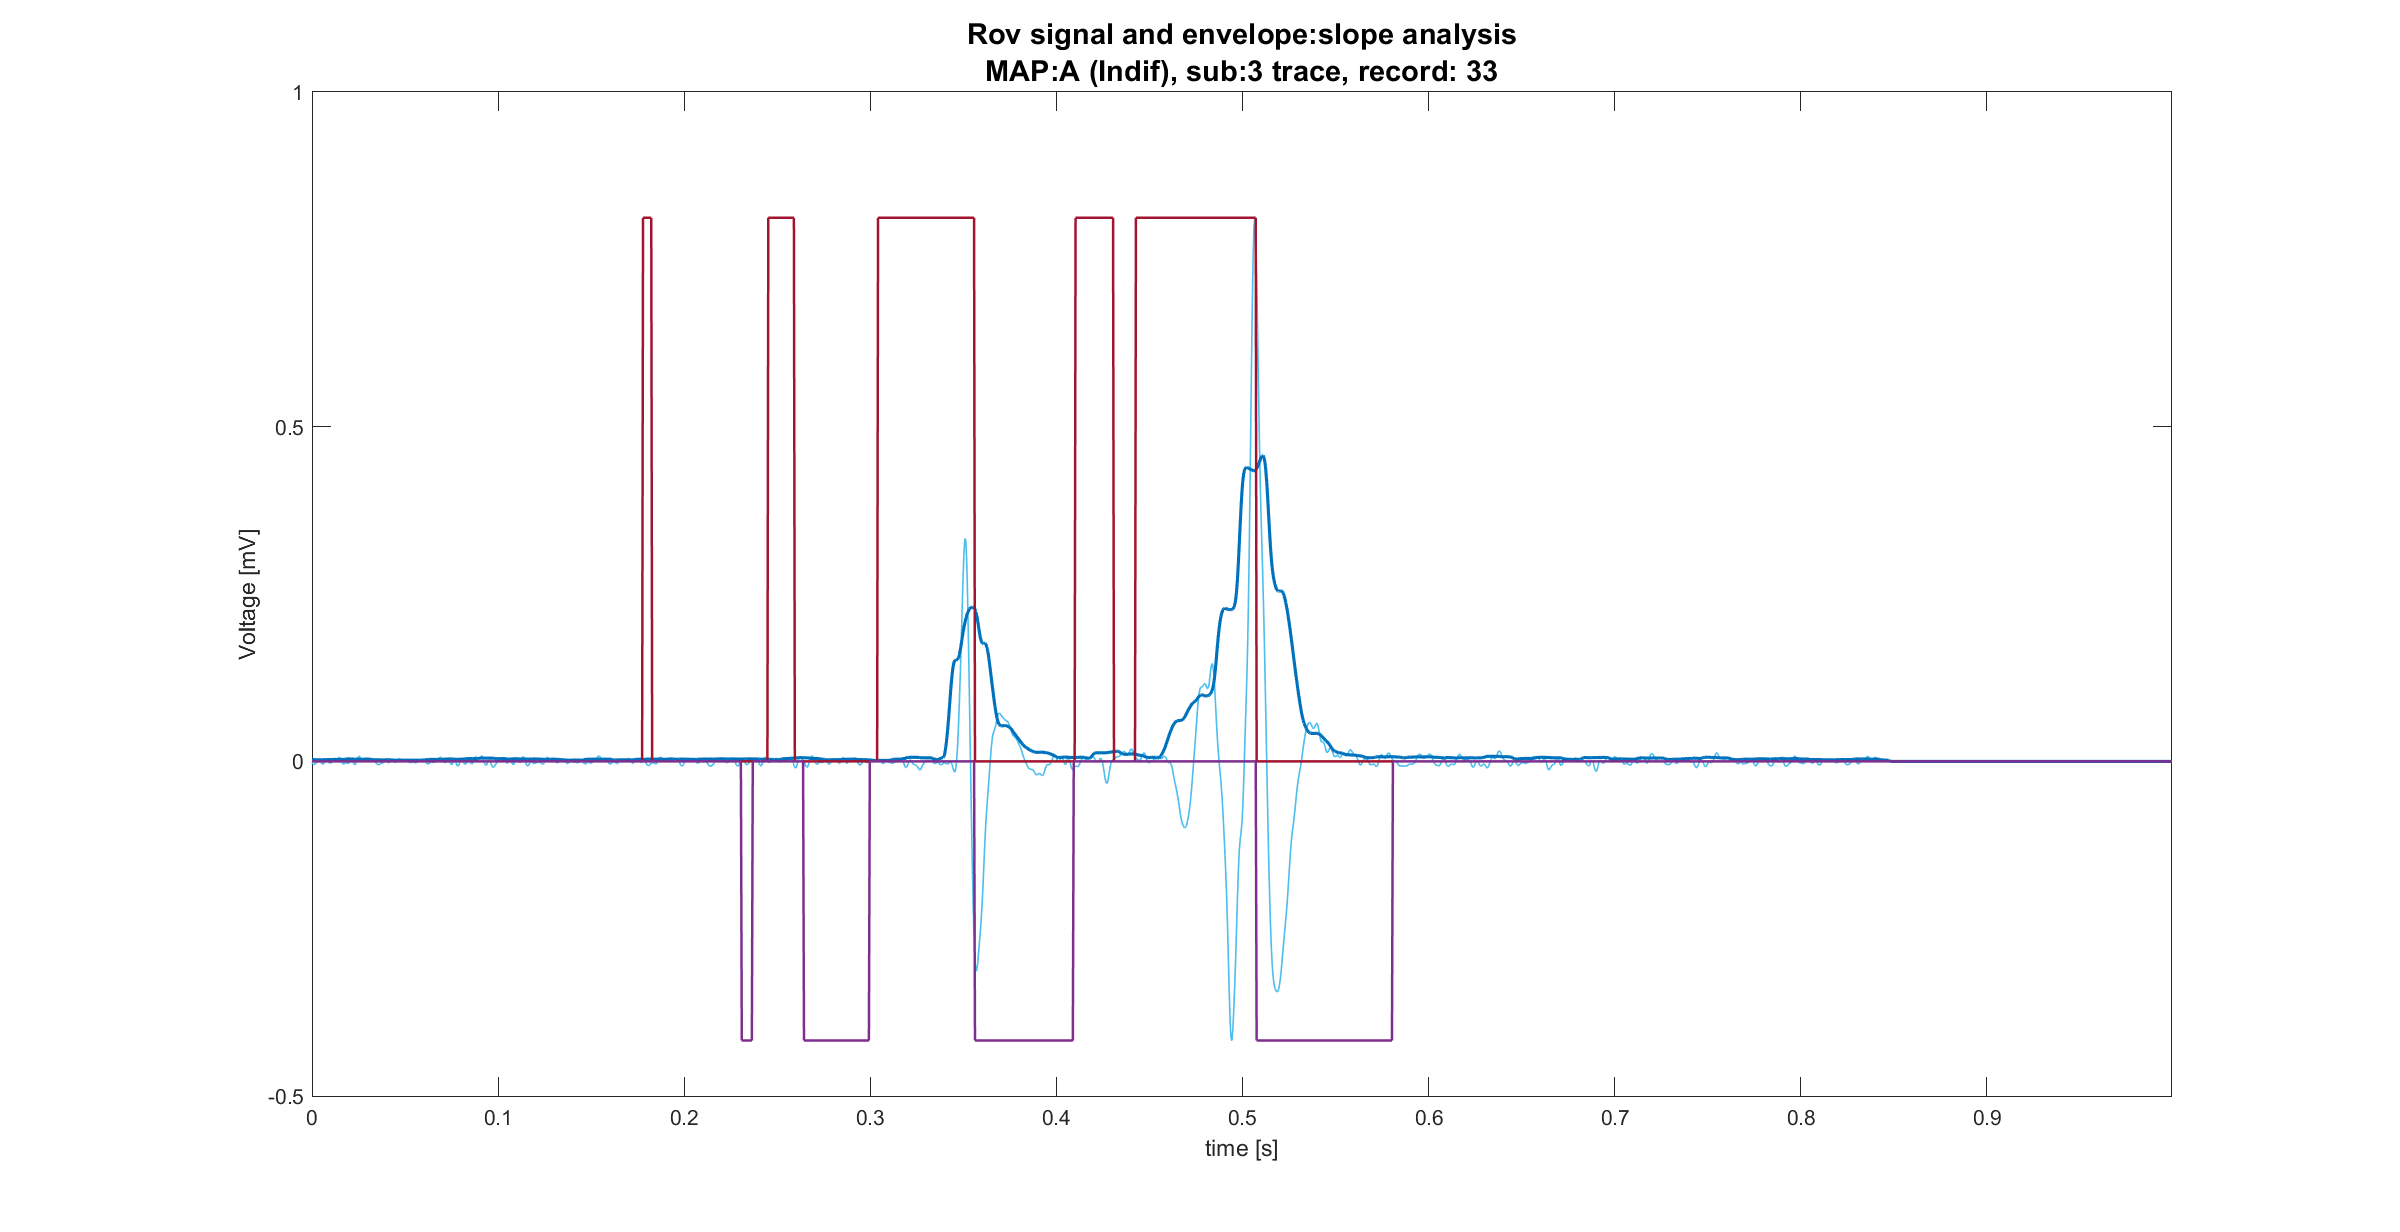 Rov signal and envelope:slope analysis
MAP:A (Indif), sub:3 trace, record: 33
1
0.5
0
-0.5
Voltage [mV]
0 0.1 0.2 0.3 0.4 0.5 0.6 0.7 0.8 0.9
time [s]